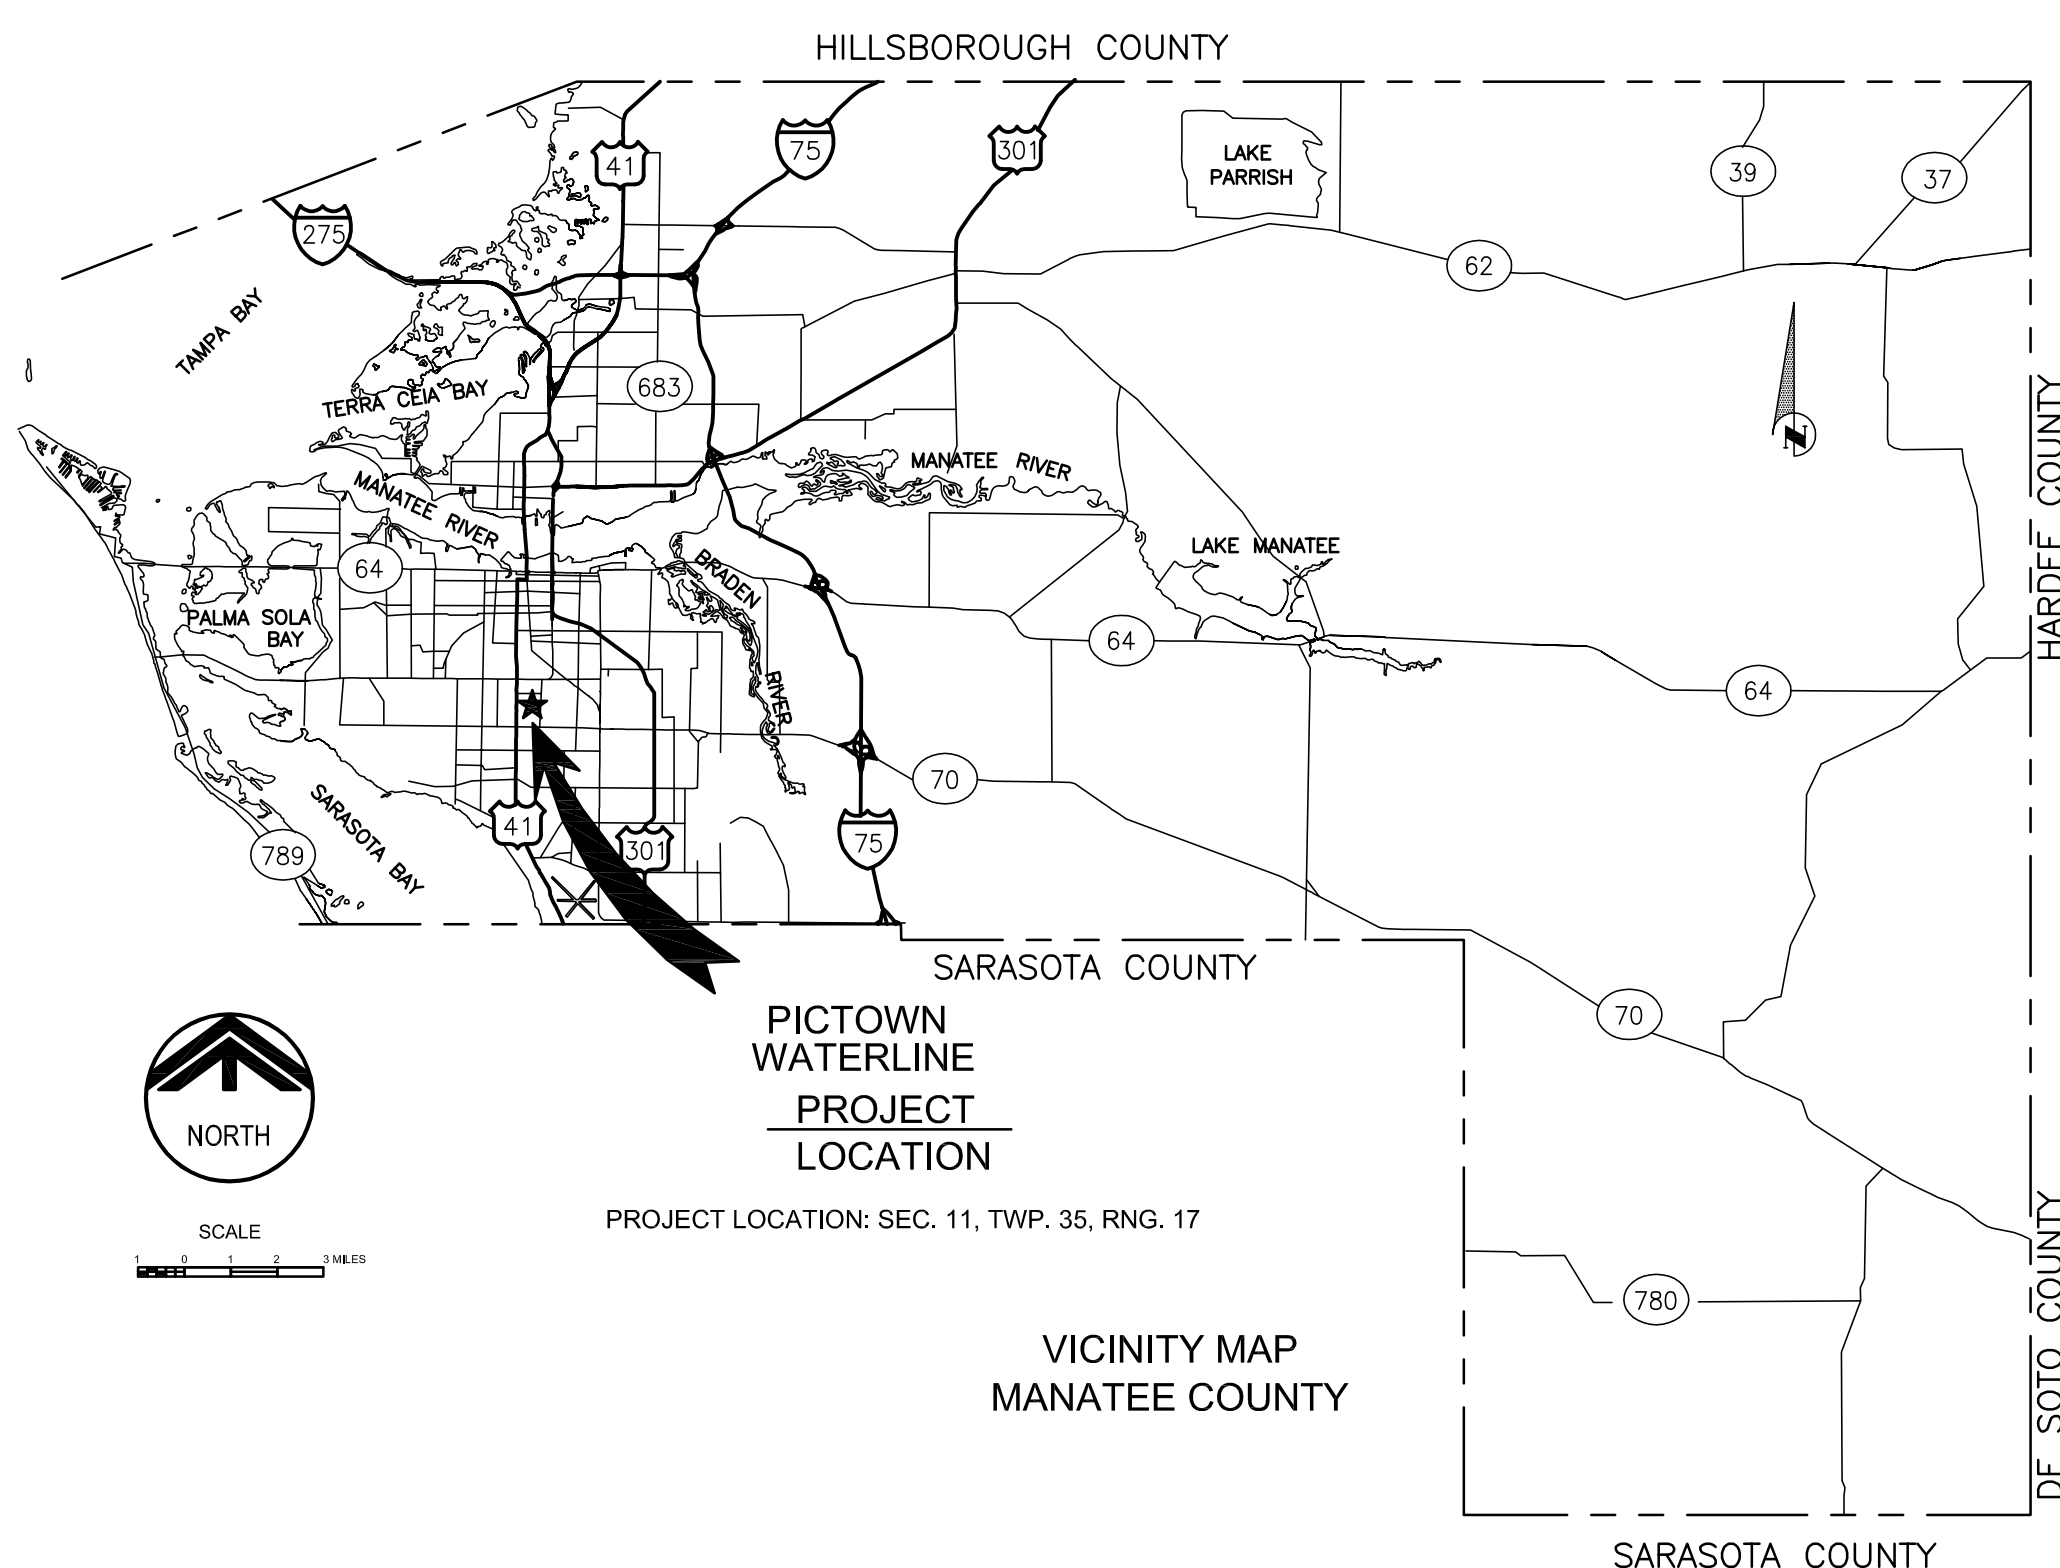 HILLSBOROUGH COUNTY
41
75
301
LAKE
PARRISH
39
37
275
62
TAMPA BAY
TERRA CEIA BAY
683
HARDEE COUNTY
N
MANATEE RIVER
MANATEE RIVER
64
BRADEN
RIVER
LAKE MANATEE
PALMA SOLA
BAY
64
64
70
SARASOTA BAY
41
301
75
789
SARASOTA COUNTY
PICTOWN
WATERLINE
PROJECT
LOCATION
70
NORTH
PROJECT LOCATION: SEC. 11, TWP. 35, RNG. 17
SCALE
1 0 1 2 3 MILES
780
DE SOTO COUNTY
VICINITY MAP
MANATEE COUNTY
SARASOTA COUNTY